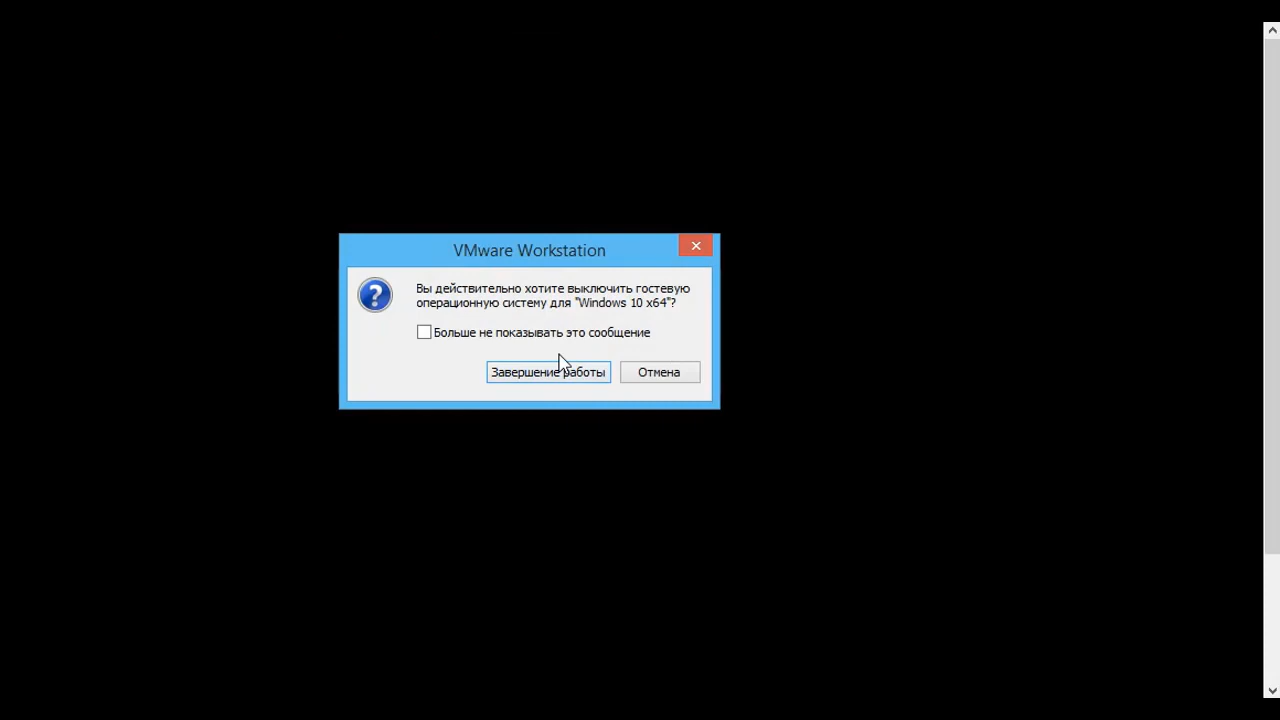 VMware Workstation
Вы действительно хотите выключить гостевую
операционную систему для "Windows 10 x64"?
Больше не показывать это сообщение
Завершение работы
Отмена